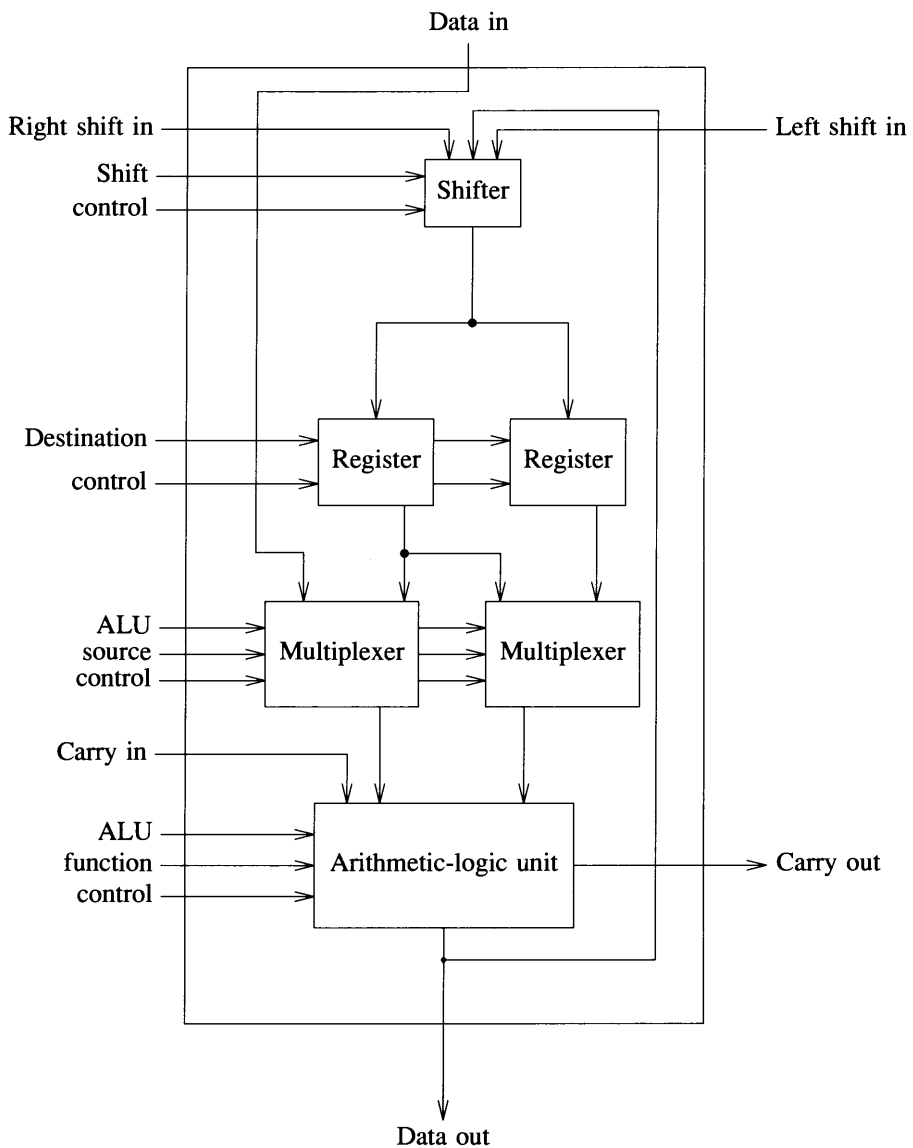 Data in
Right shift in
Left shift in
Shift
control
Shifter
Destination
control
Register
Register
ALU
source
control
Multiplexer
Multiplexer
Carry in
ALU
function
control
Arithmetic-logic unit
Carry out
Data out